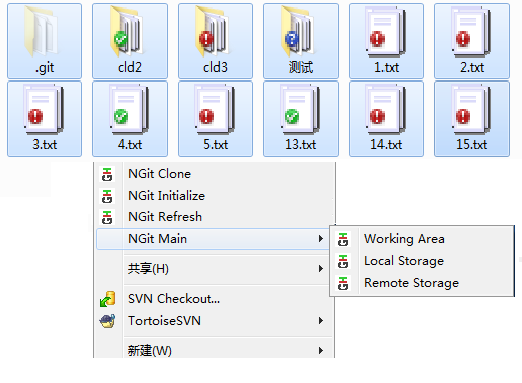 .git
cld2
cld3
测试
1.txt
2.txt
3.txt
4.txt
5.txt
13.txt
14.txt
15.txt
NGit Clone
NGit Initialize
NGit Refresh
NGit Main
Working Area
Local Storage
Remote Storage
共享(H)
SVN Checkout...
TortoiseSVN
新建(W)